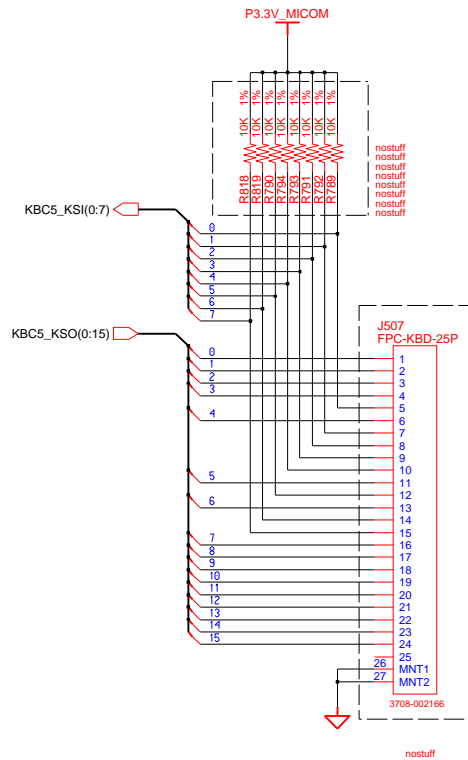 P3.3V_MICOM
10K 1% 10K 1% 10K 1% 10K 1% 10K 1% 10K 1% 10K 1% 10K 1%
R818 R819 R790 R794 R793 R791 R792 R789
nostuff
nostuff
nostuff
nostuff
nostuff
nostuff
nostuff
nostuff
KBC5_KSI(0:7)
0
1
2
3
4
5
6
7
KBC5_KSO(0:15)
J507
FPC-KBD-25P
0 1
1 2
2 3
3 4
5
4 6
7
8
9
10
5 11
12
6 13
14
15
7 16
8 17
9 18
10 19
11 20
12 21
13 22
14 23
15 24
25
26 MNT1
27 MNT2
3708-002166
nostuff